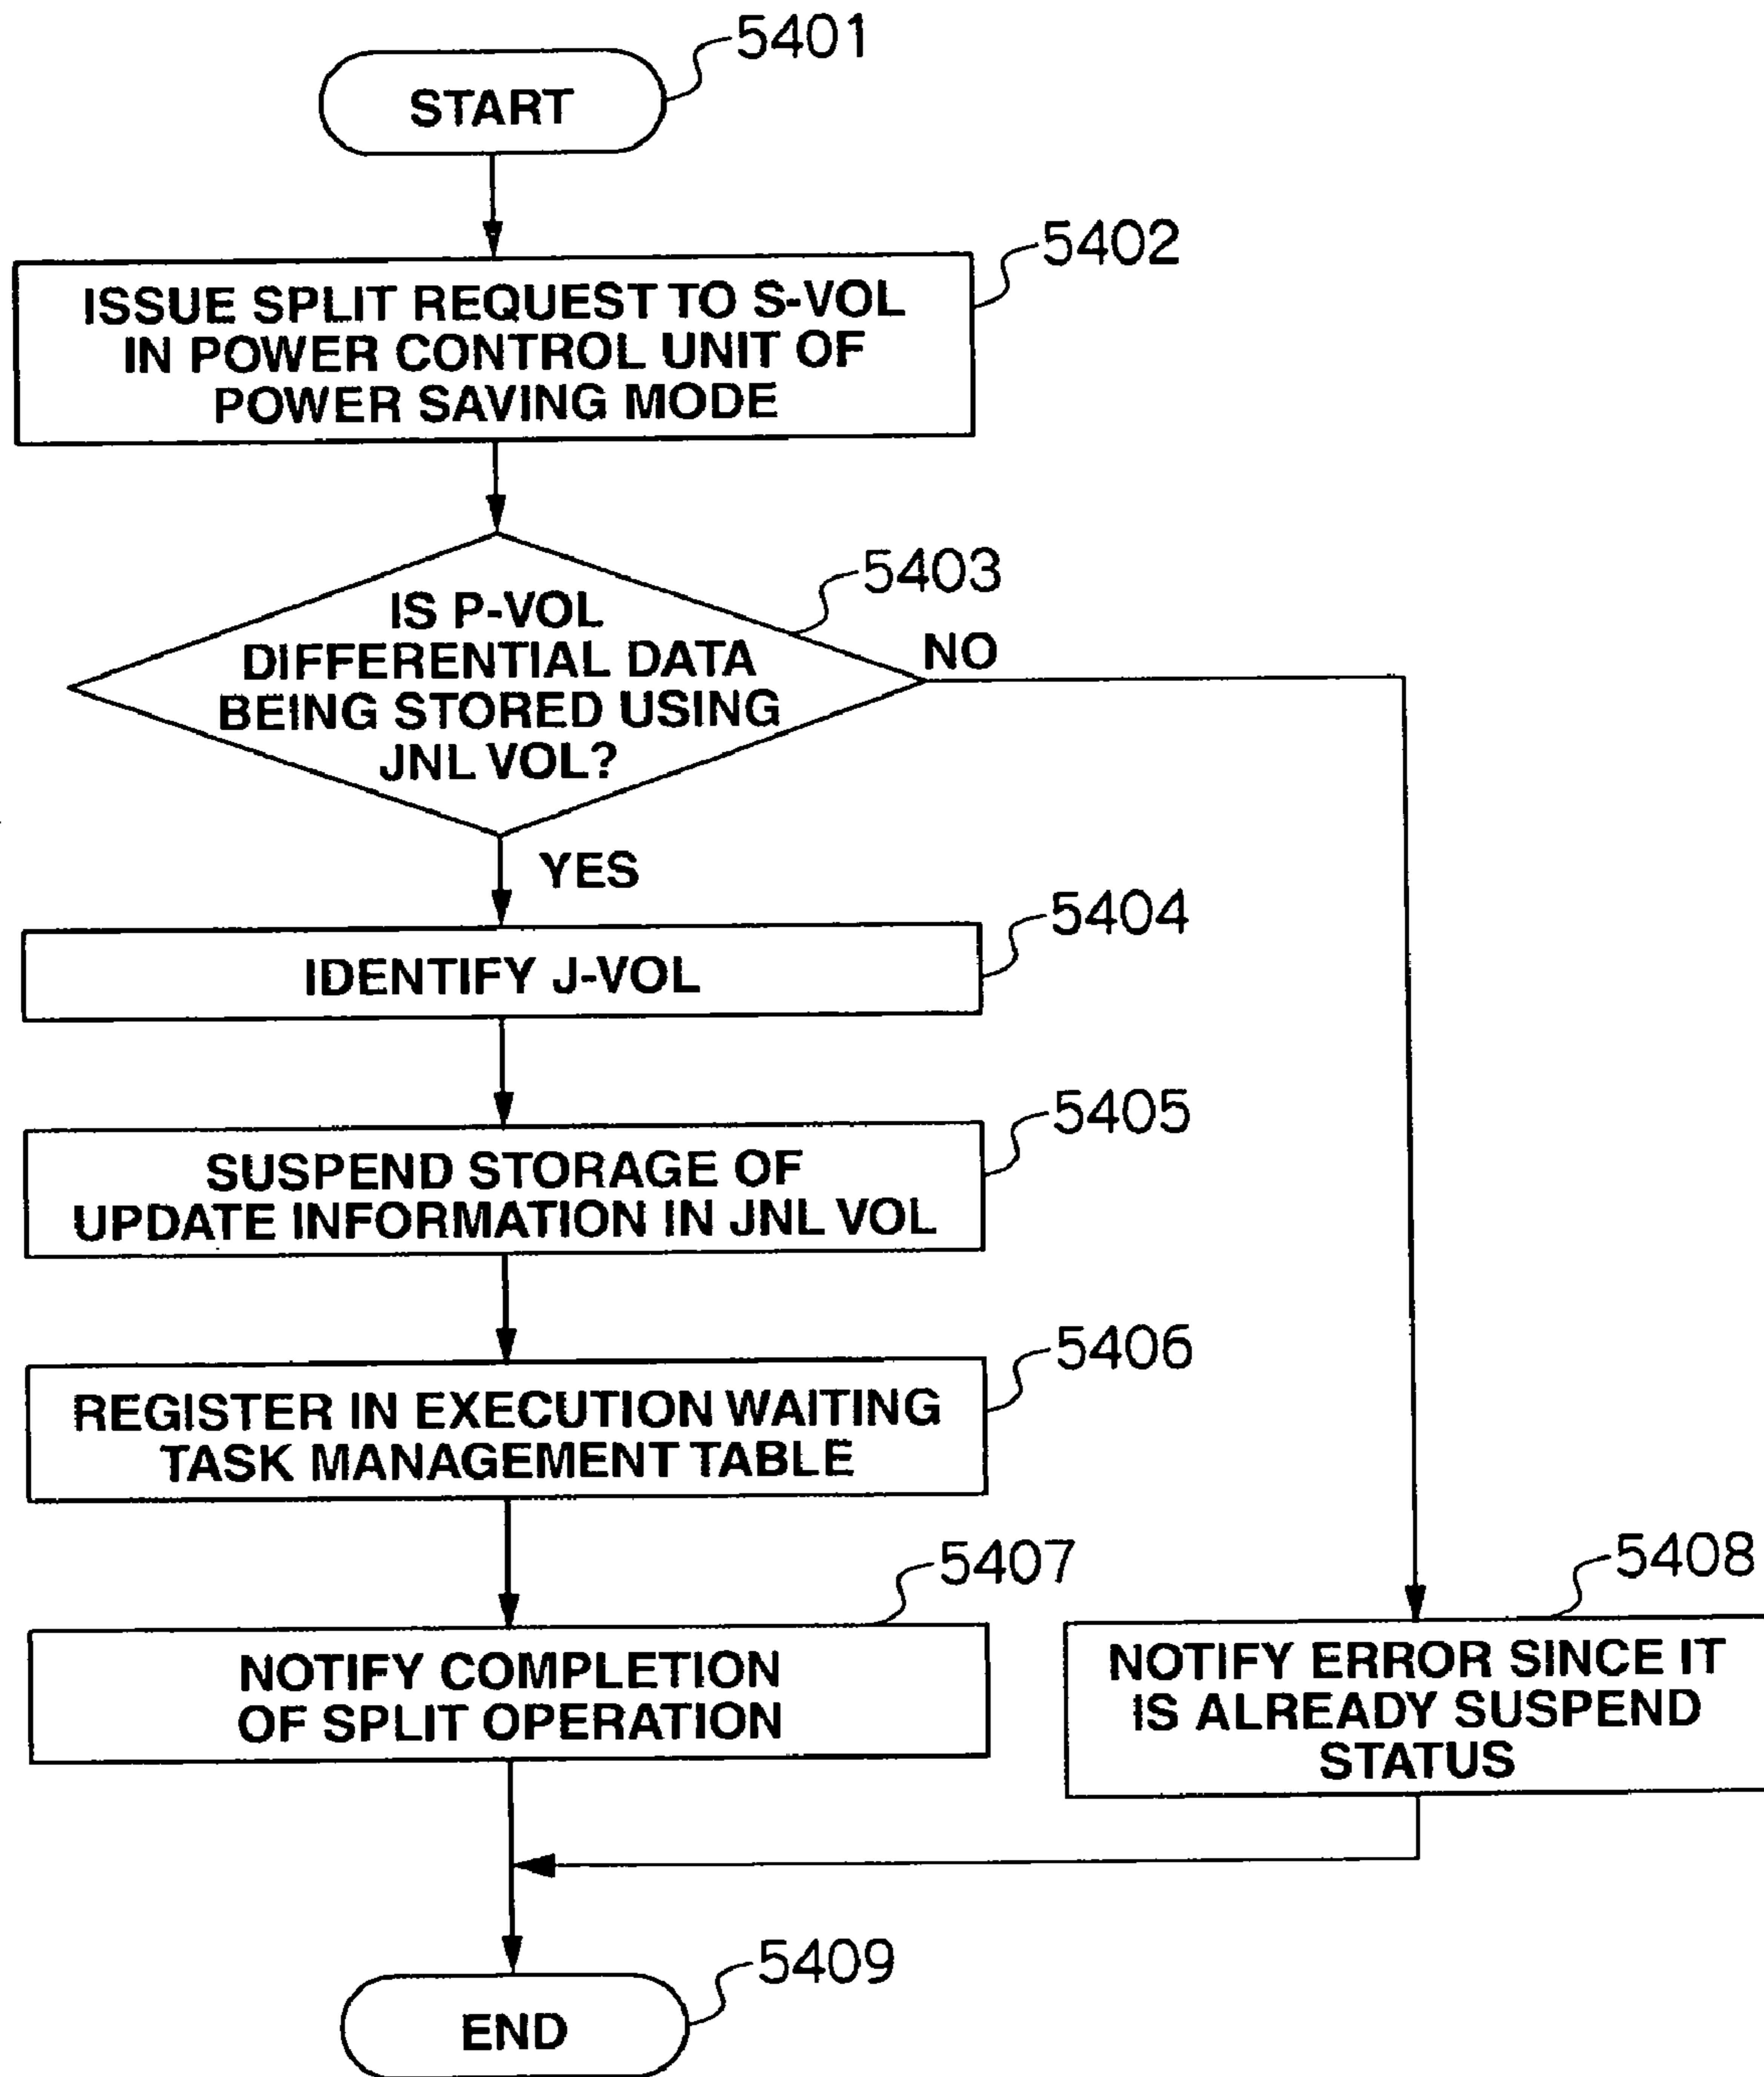 5401
START
5402
ISSUE SPLIT REQUEST TO S-VOL
IN POWER CONTROL UNIT OF
POWER SAVING MODE
5403
IS P-VOL
DIFFERENTIAL DATA
BEING STORED USING
JNL VOL?
NO
YES
5404
IDENTIFY J-VOL
5405
SUSPEND STORAGE OF
UPDATE INFORMATION IN JNL VOL
5406
REGISTER IN EXECUTION WAITING
TASK MANAGEMENT TABLE
5407
NOTIFY COMPLETION
OF SPLIT OPERATION
5408
NOTIFY ERROR SINCE IT
IS ALREADY SUSPEND
STATUS
5409
END